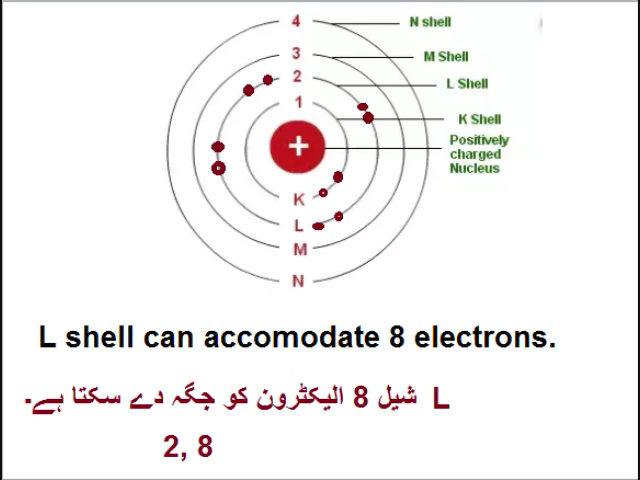 4
N shell
3
M Shell
2
L Shell
1
K Shell
+
Positively
charged
Nucleus
K
L
M
N
L shell can accomodate 8 electrons.
L شیل 8 الیکٹرون کو جگہ دے سکتا ہے۔
2, 8